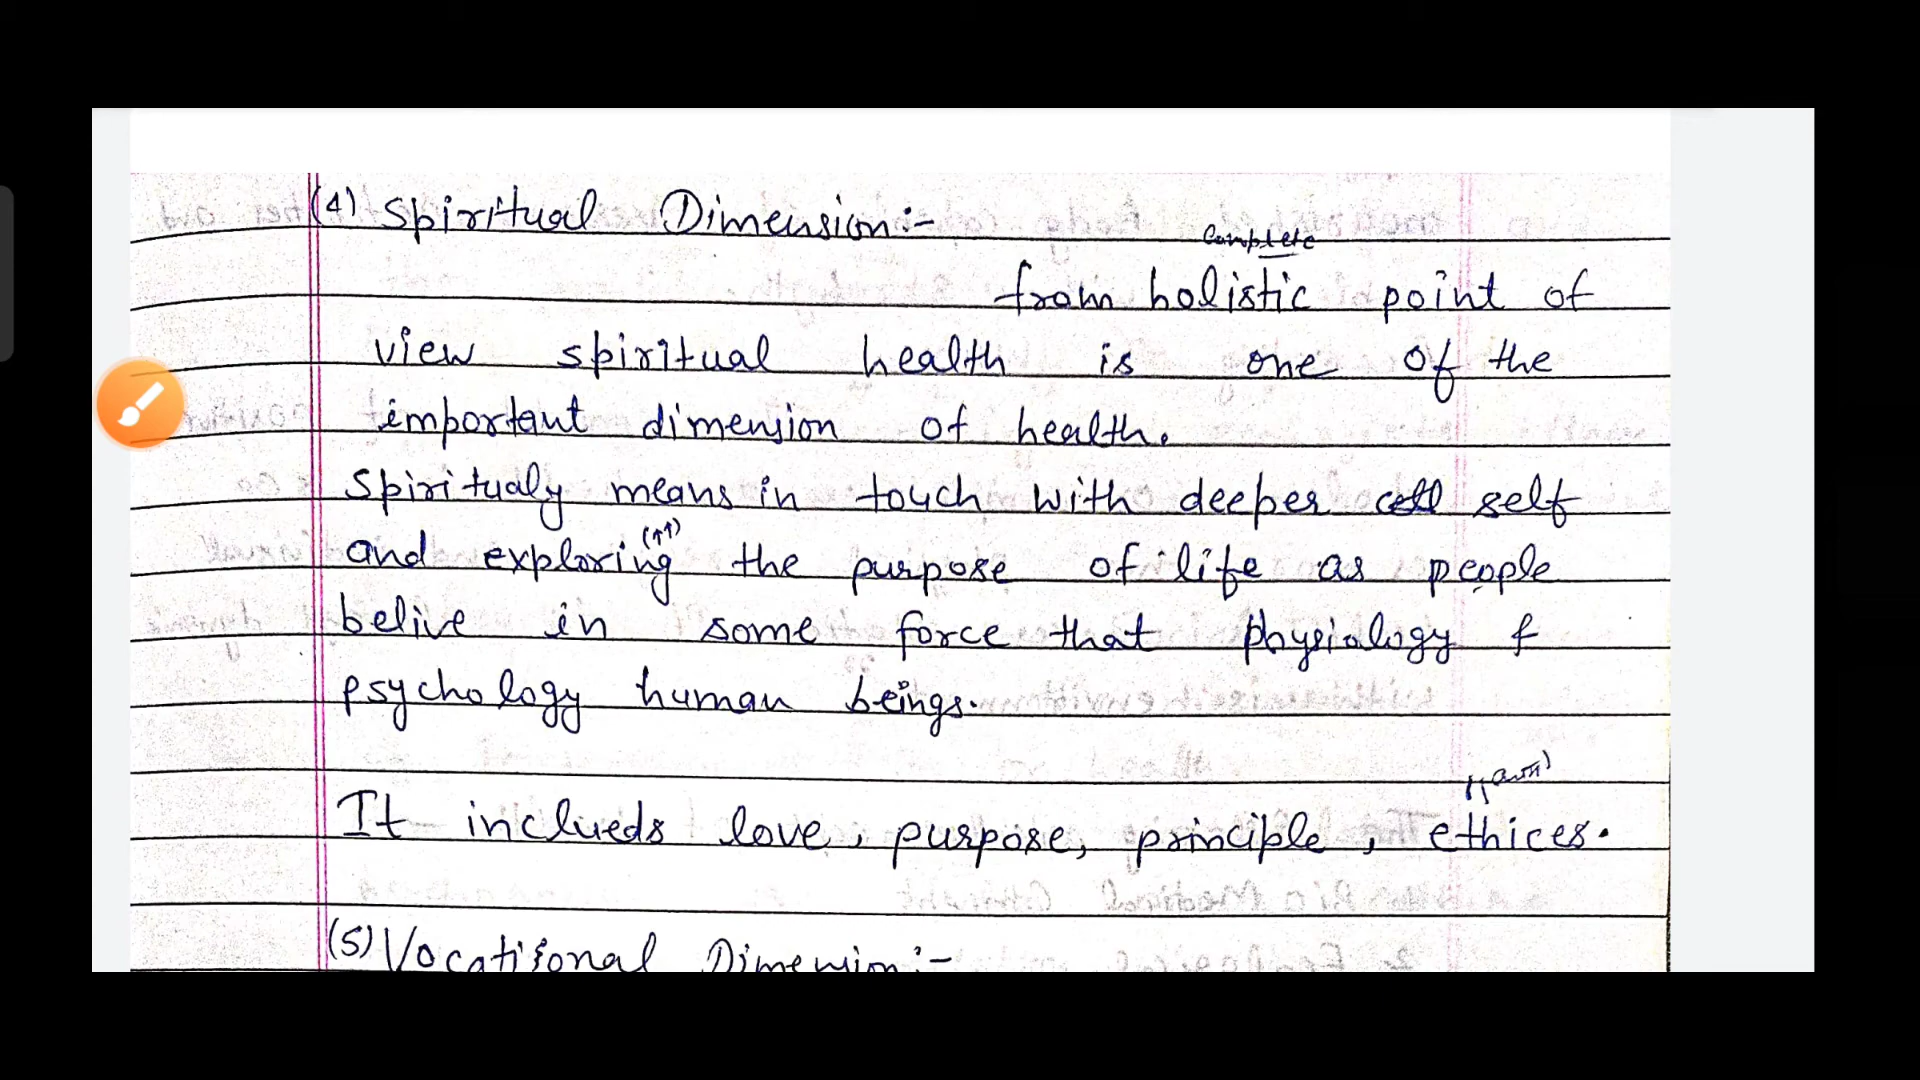 (4) Spiritual Dimension:-
complete
from holistic point of
view spiritual health is one of the
important dimension of health.
Spiritualy means in touch with deeper self
and exploring the purpose of life as people
(↑↑)
belive in some force that physiology &
psychology human beings.
It inclueds love, purpose, principle, ethices.
(5) Vocational Dimension:-